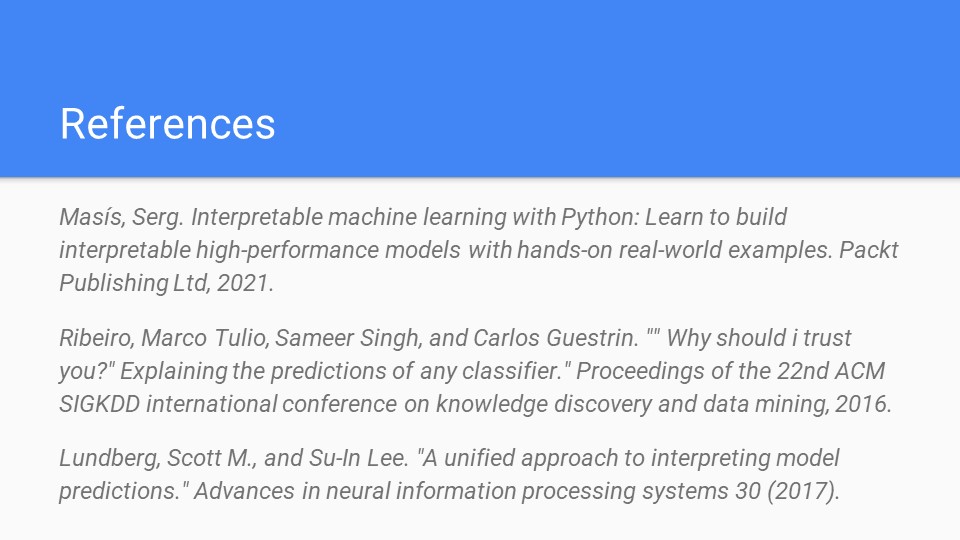 References
Masís, Serg. Interpretable machine learning with Python: Learn to build
interpretable high-performance models with hands-on real-world examples. Packt
Publishing Ltd, 2021.
Ribeiro, Marco Tulio, Sameer Singh, and Carlos Guestrin. "" Why should i trust
you?" Explaining the predictions of any classifier." Proceedings of the 22nd ACM
SIGKDD international conference on knowledge discovery and data mining, 2016.
Lundberg, Scott M., and Su-In Lee. "A unified approach to interpreting model
predictions." Advances in neural information processing systems 30 (2017).